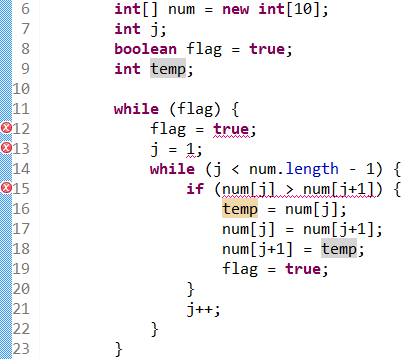 6 int[] num = new int[10];
7 int j;
8 boolean flag = true;
9 int temp;
10
11 while (flag) {
12 flag = true;
13 j = 1;
14 while (j < num.length - 1) {
15 if (num[j] > num[j+1]) {
16 temp = num[j];
17 num[j] = num[j+1];
18 num[j+1] = temp;
19 flag = true;
20 }
21 j++;
22 }
23 }